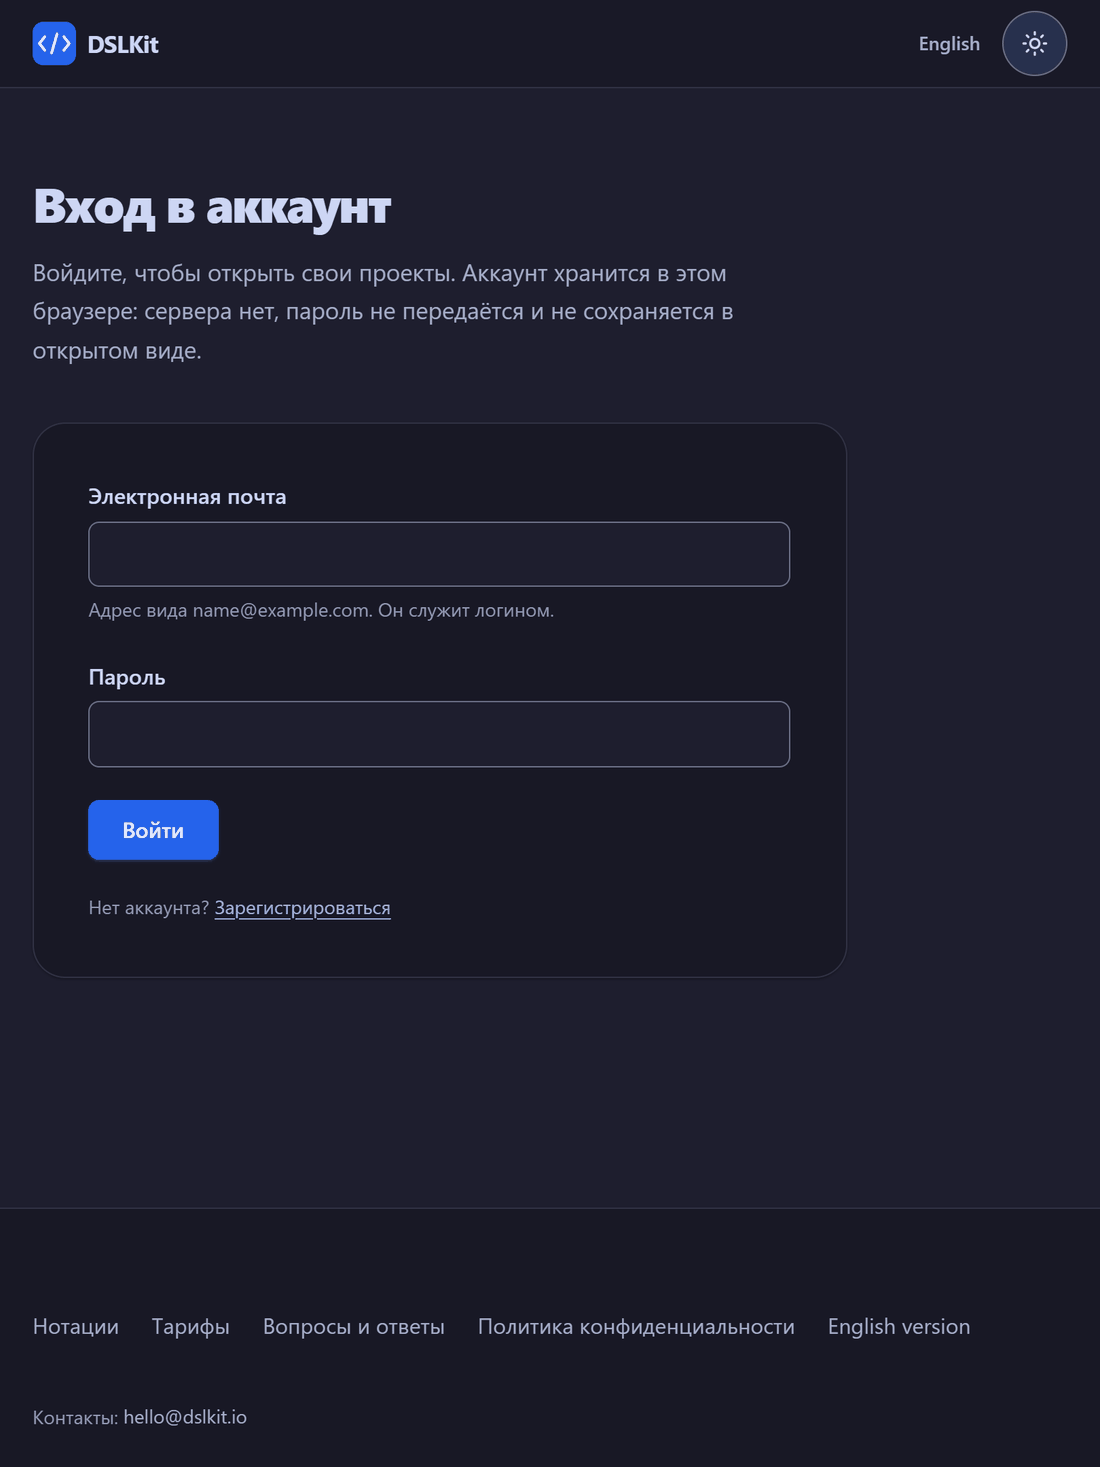 DSLKit
English
Вход в аккаунт
Войдите, чтобы открыть свои проекты. Аккаунт хранится в этом
браузере: сервера нет, пароль не передаётся и не сохраняется в
открытом виде.
Электронная почта
Адрес вида name@example.com. Он служит логином.
Пароль
Войти
Нет аккаунта? Зарегистрироваться
Нотации Тарифы Вопросы и ответы Политика конфиденциальности English version
Контакты: hello@dslkit.io